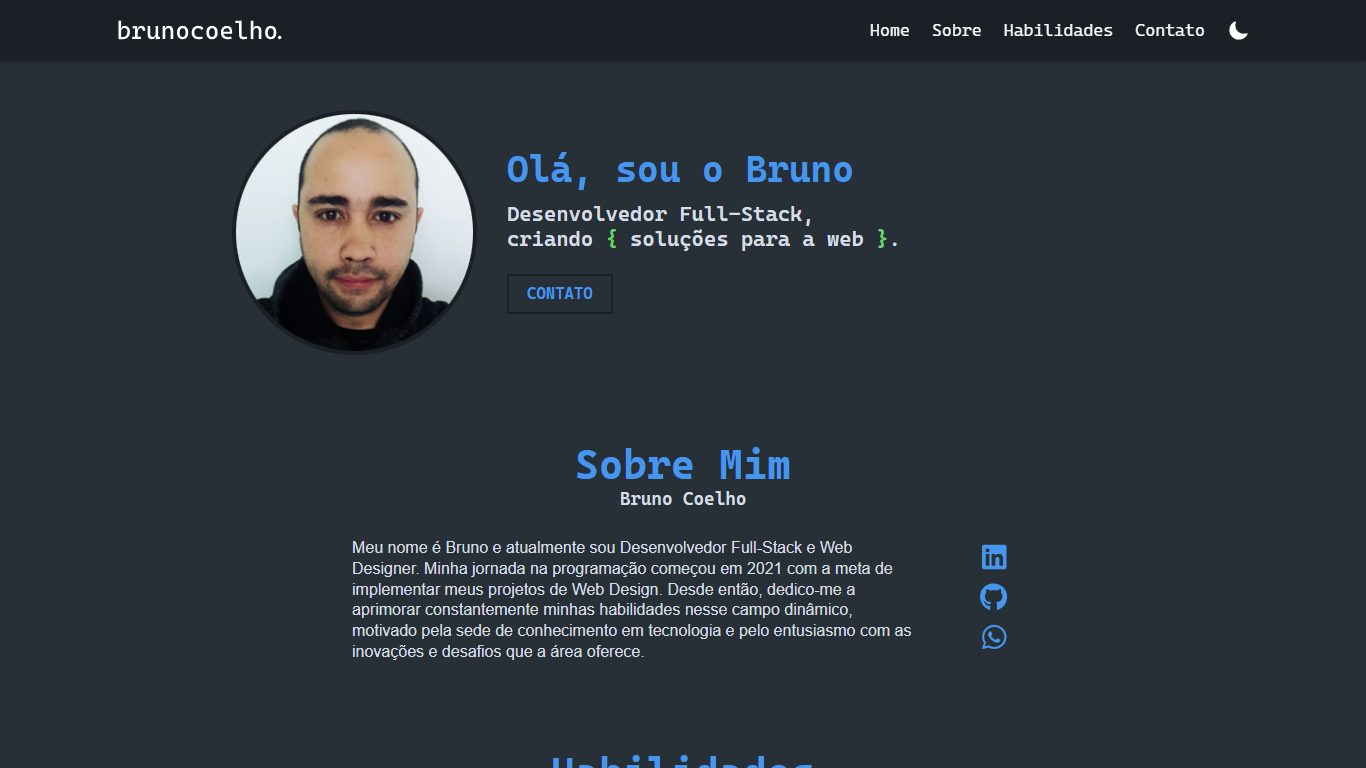 brunocoelho.
Home Sobre Habilidades Contato
Olá, sou o Bruno
Desenvolvedor Full-Stack,
criando { soluções para a web }.
CONTATO
Sobre Mim
Bruno Coelho
Meu nome é Bruno e atualmente sou Desenvolvedor Full-Stack e Web
Designer. Minha jornada na programação começou em 2021 com a meta de
implementar meus projetos de Web Design. Desde então, dedico-me a
aprimorar constantemente minhas habilidades nesse campo dinâmico,
motivado pela sede de conhecimento em tecnologia e pelo entusiasmo com as
inovações e desafios que a área oferece.
in
Habilidades